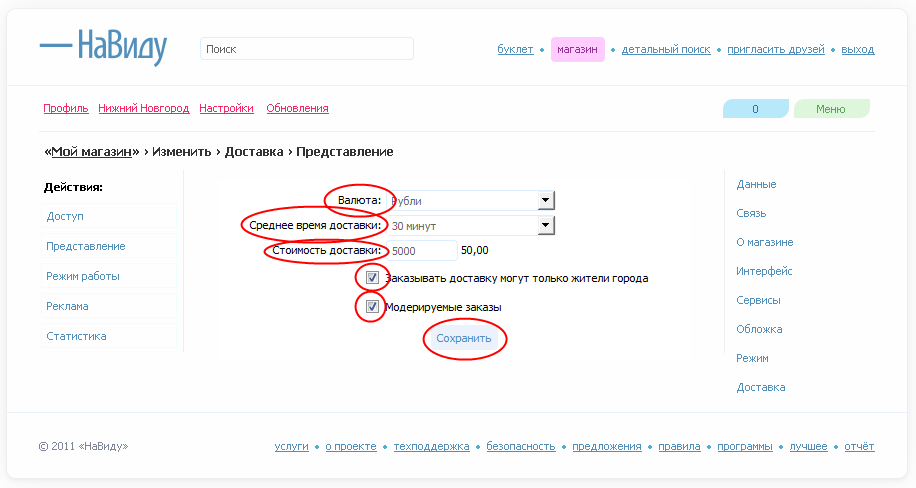 НаВиду
Поиск
буклет • магазин • детальный поиск • пригласить друзей • выход
Профиль Нижний Новгород Настройки Обновления
0 Меню
«Мой магазин» › Изменить › Доставка › Представление
Действия:
Доступ
Представление
Режим работы
Реклама
Статистика
Валюта: Рубли
Среднее время доставки: 30 минут
Стоимость доставки: 5000 50,00
Заказывать доставку могут только жители города
Модерируемые заказы
Сохранить
Данные
Связь
О магазине
Интерфейс
Сервисы
Обложка
Режим
Доставка
© 2011 «НаВиду»
услуги • о проекте • техподдержка • безопасность • предложения • правила • программы • лучшее • отчёт